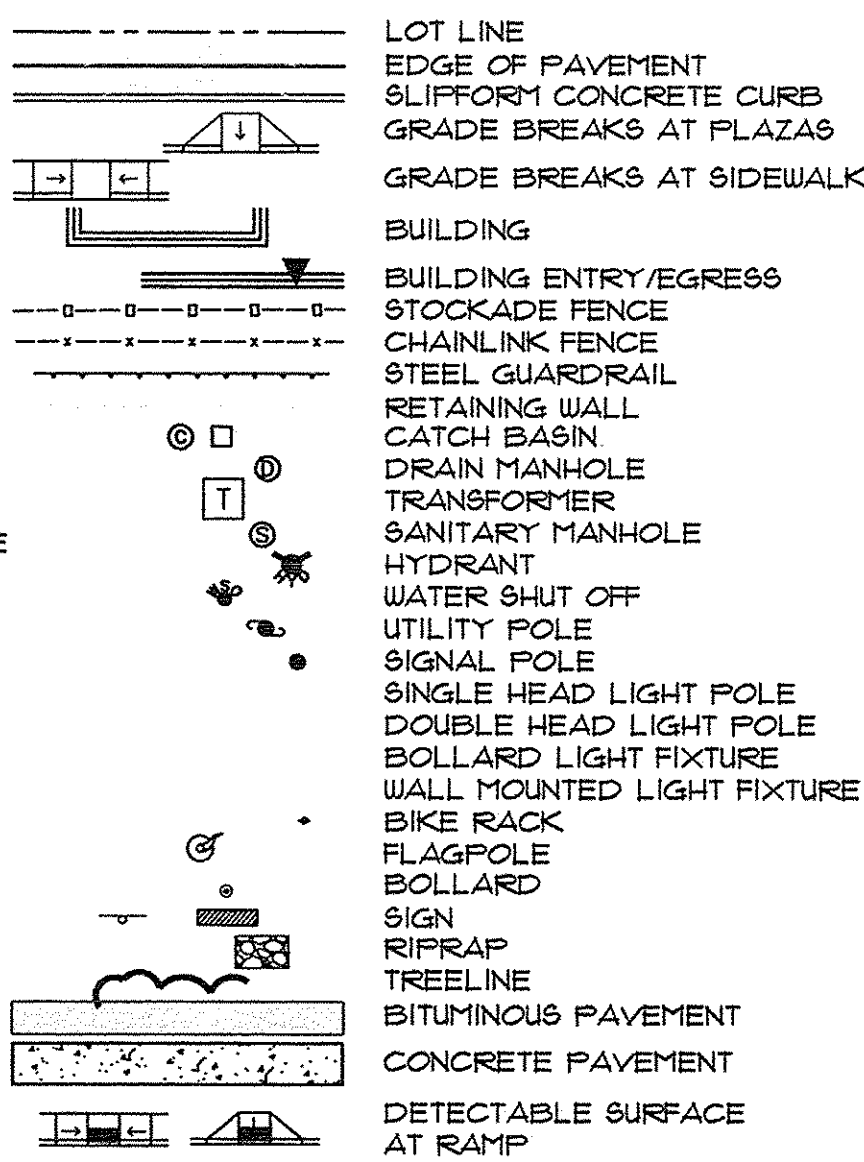 LOT LINE
EDGE OF PAVEMENT
SLIPFORM CONCRETE CURB
GRADE BREAKS AT PLAZAS
GRADE BREAKS AT SIDEWALK
BUILDING
BUILDING ENTRY/EGRESS
STOCKADE FENCE
x x x x x CHAINLINK FENCE
STEEL GUARDRAIL
RETAINING WALL
C CATCH BASIN
D DRAIN MANHOLE
T TRANSFORMER
S SANITARY MANHOLE
E
HYDRANT
S WATER SHUT OFF
UTILITY POLE
SIGNAL POLE
SINGLE HEAD LIGHT POLE
DOUBLE HEAD LIGHT POLE
BOLLARD LIGHT FIXTURE
WALL MOUNTED LIGHT FIXTURE
BIKE RACK
FLAGPOLE
BOLLARD
SIGN
RIPRAP
TREELINE
BITUMINOUS PAVEMENT
CONCRETE PAVEMENT
DETECTABLE SURFACE
AT RAMP